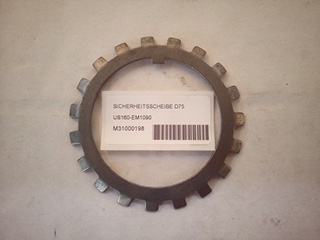 SICHERHEITSSCHEIBE D75
US160-EM1090
M31000198